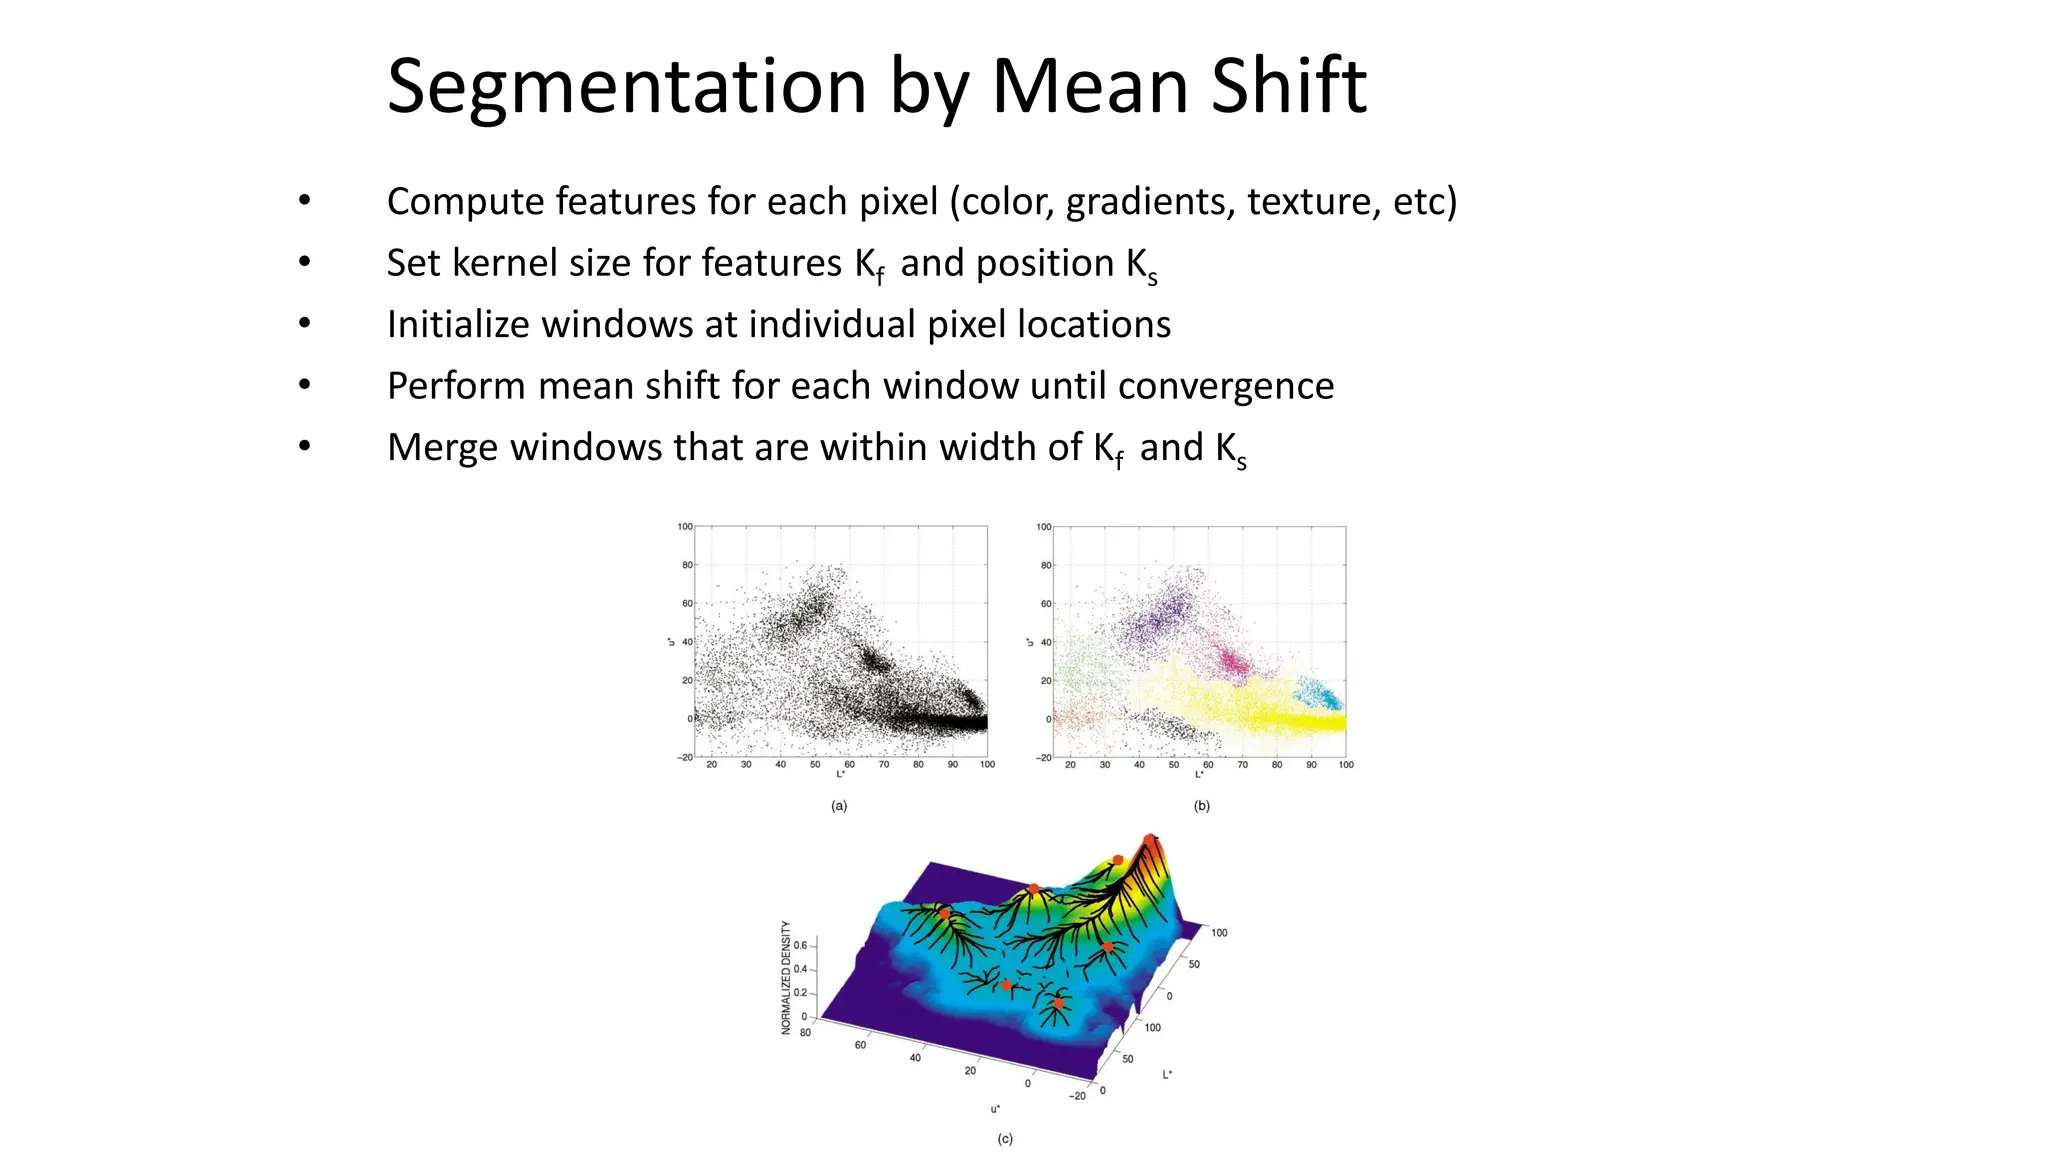 Segmentation by Mean Shift
• Compute features for each pixel (color, gradients, texture, etc)
• Set kernel size for features Kf and position Ks
• Initialize windows at individual pixel locations
• Perform mean shift for each window until convergence
• Merge windows that are within width of Kf and Ks
100
80
60
40
20
0
−20
u*
20 30 40 50 60 70 80 90 100
L*
(a)
100
80
60
40
20
0
−20
u*
20 30 40 50 60 70 80 90 100
L*
(b)
NORMALIZED DENSITY
0.6
0.4
0.2
0
80
60
40
20
0
−20
u*
100
50
0
100
50
0
L*
(c)